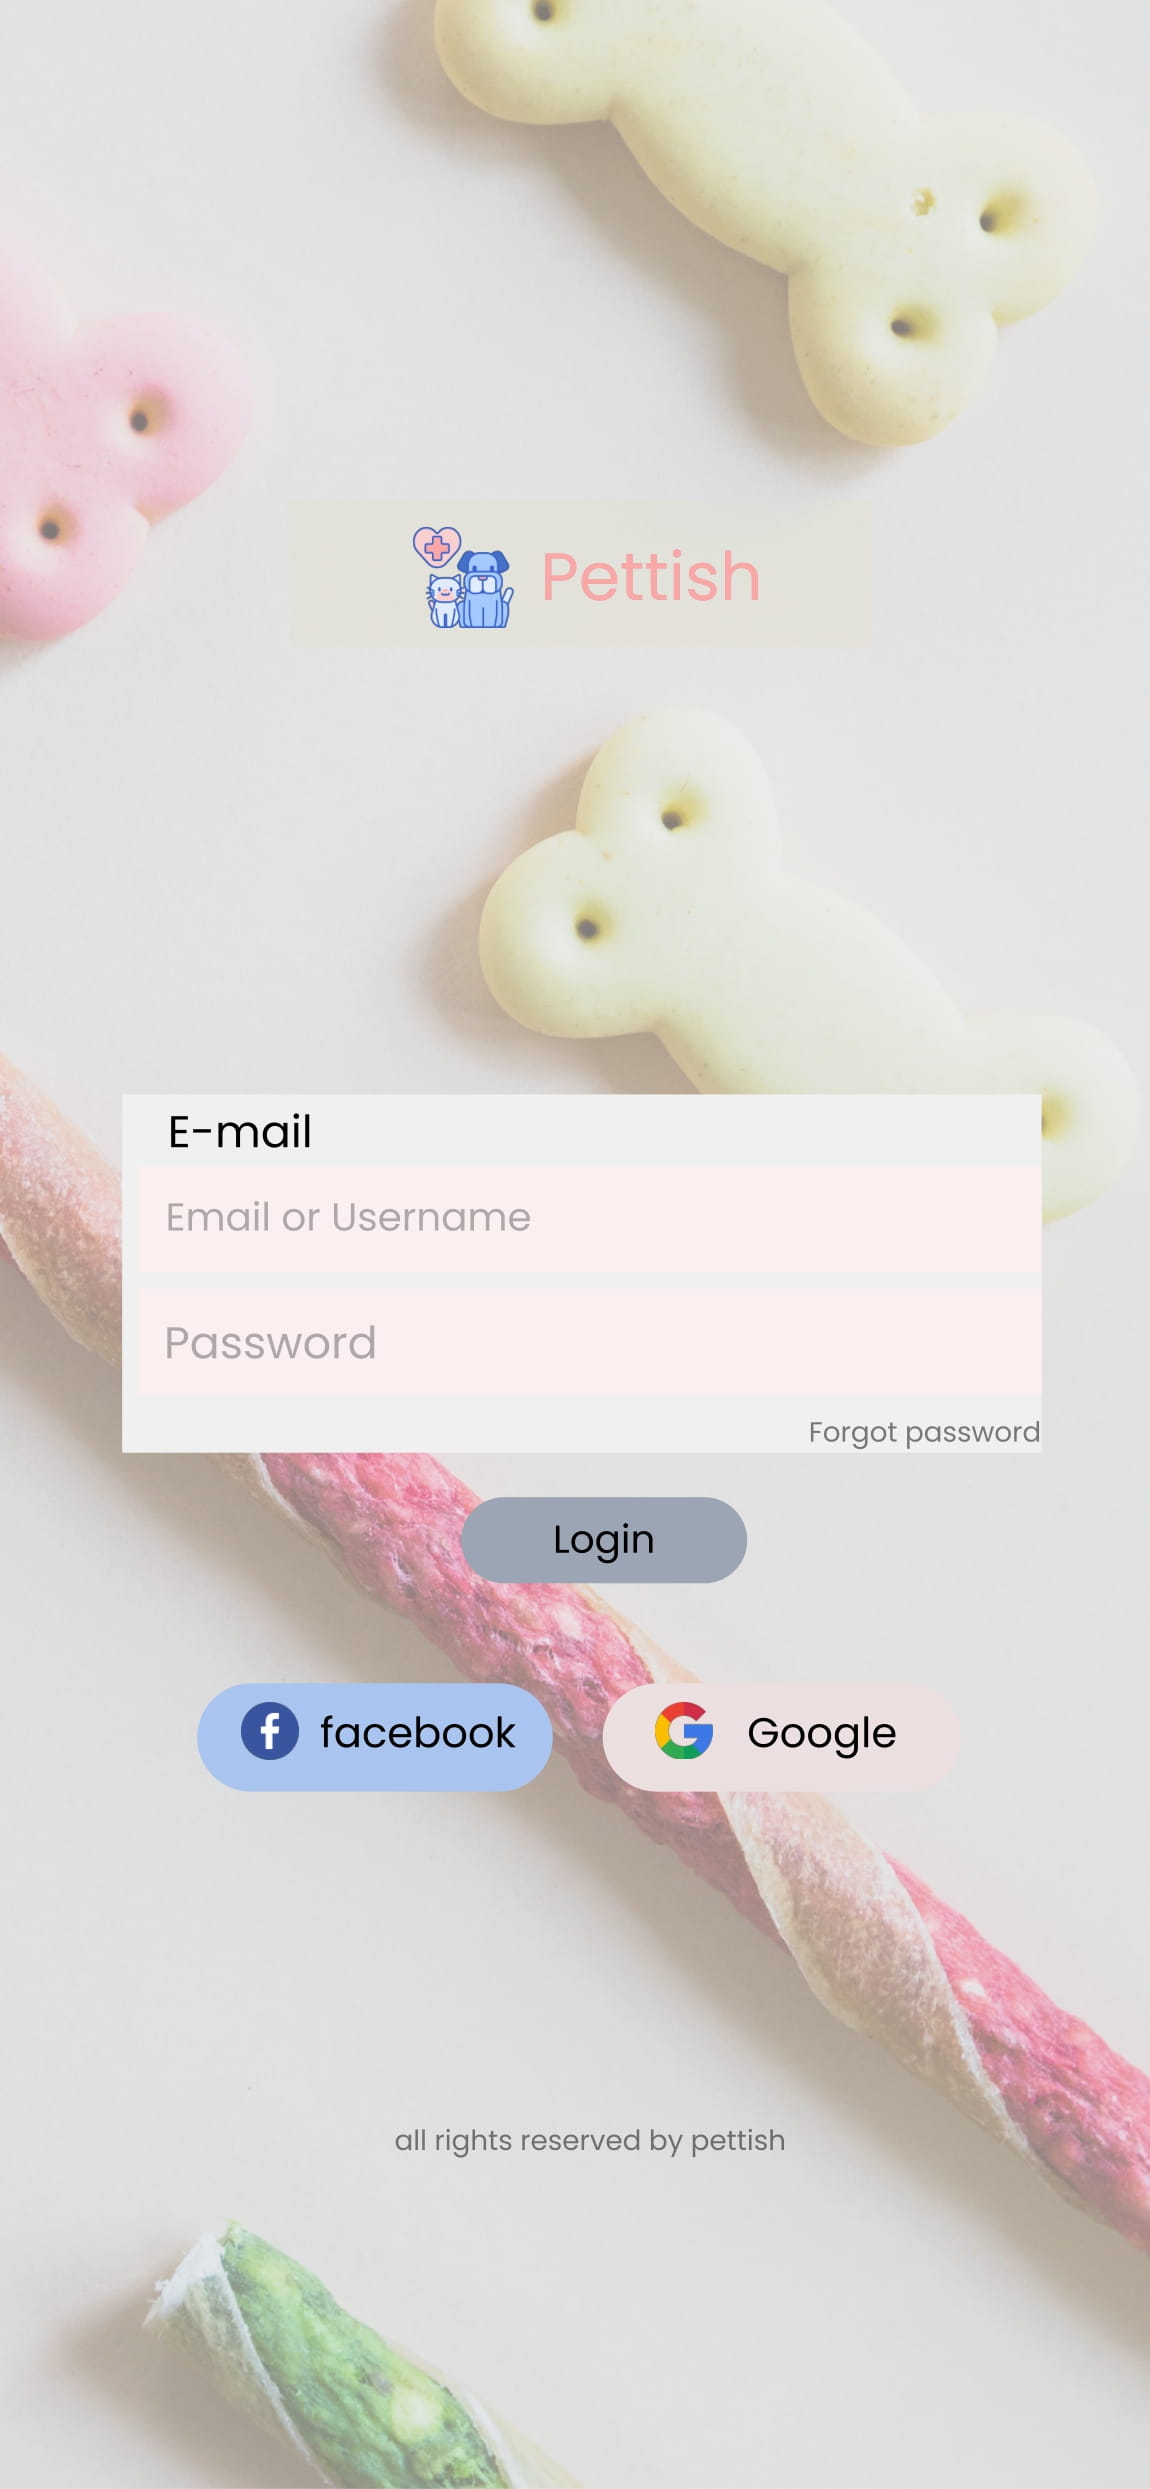 Pettish
E-mail
Email or Username
Password
Forgot password
Login
facebook
Google
all rights reserved by pettish